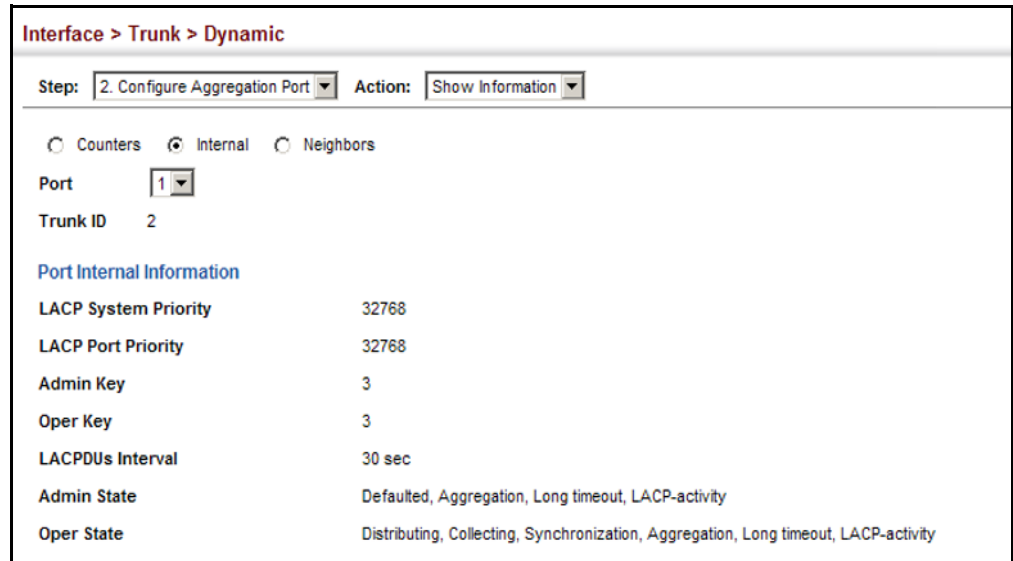 Interface > Trunk > Dynamic
Step: 2. Configure Aggregation Port Action: Show Information
Counters Internal Neighbors
Port 1
Trunk ID 2
Port Internal Information
LACP System Priority 32768
LACP Port Priority 32768
Admin Key 3
Oper Key 3
LACPDUs Interval 30 sec
Admin State Defaulted, Aggregation, Long timeout, LACP-activity
Oper State Distributing, Collecting, Synchronization, Aggregation, Long timeout, LACP-activity